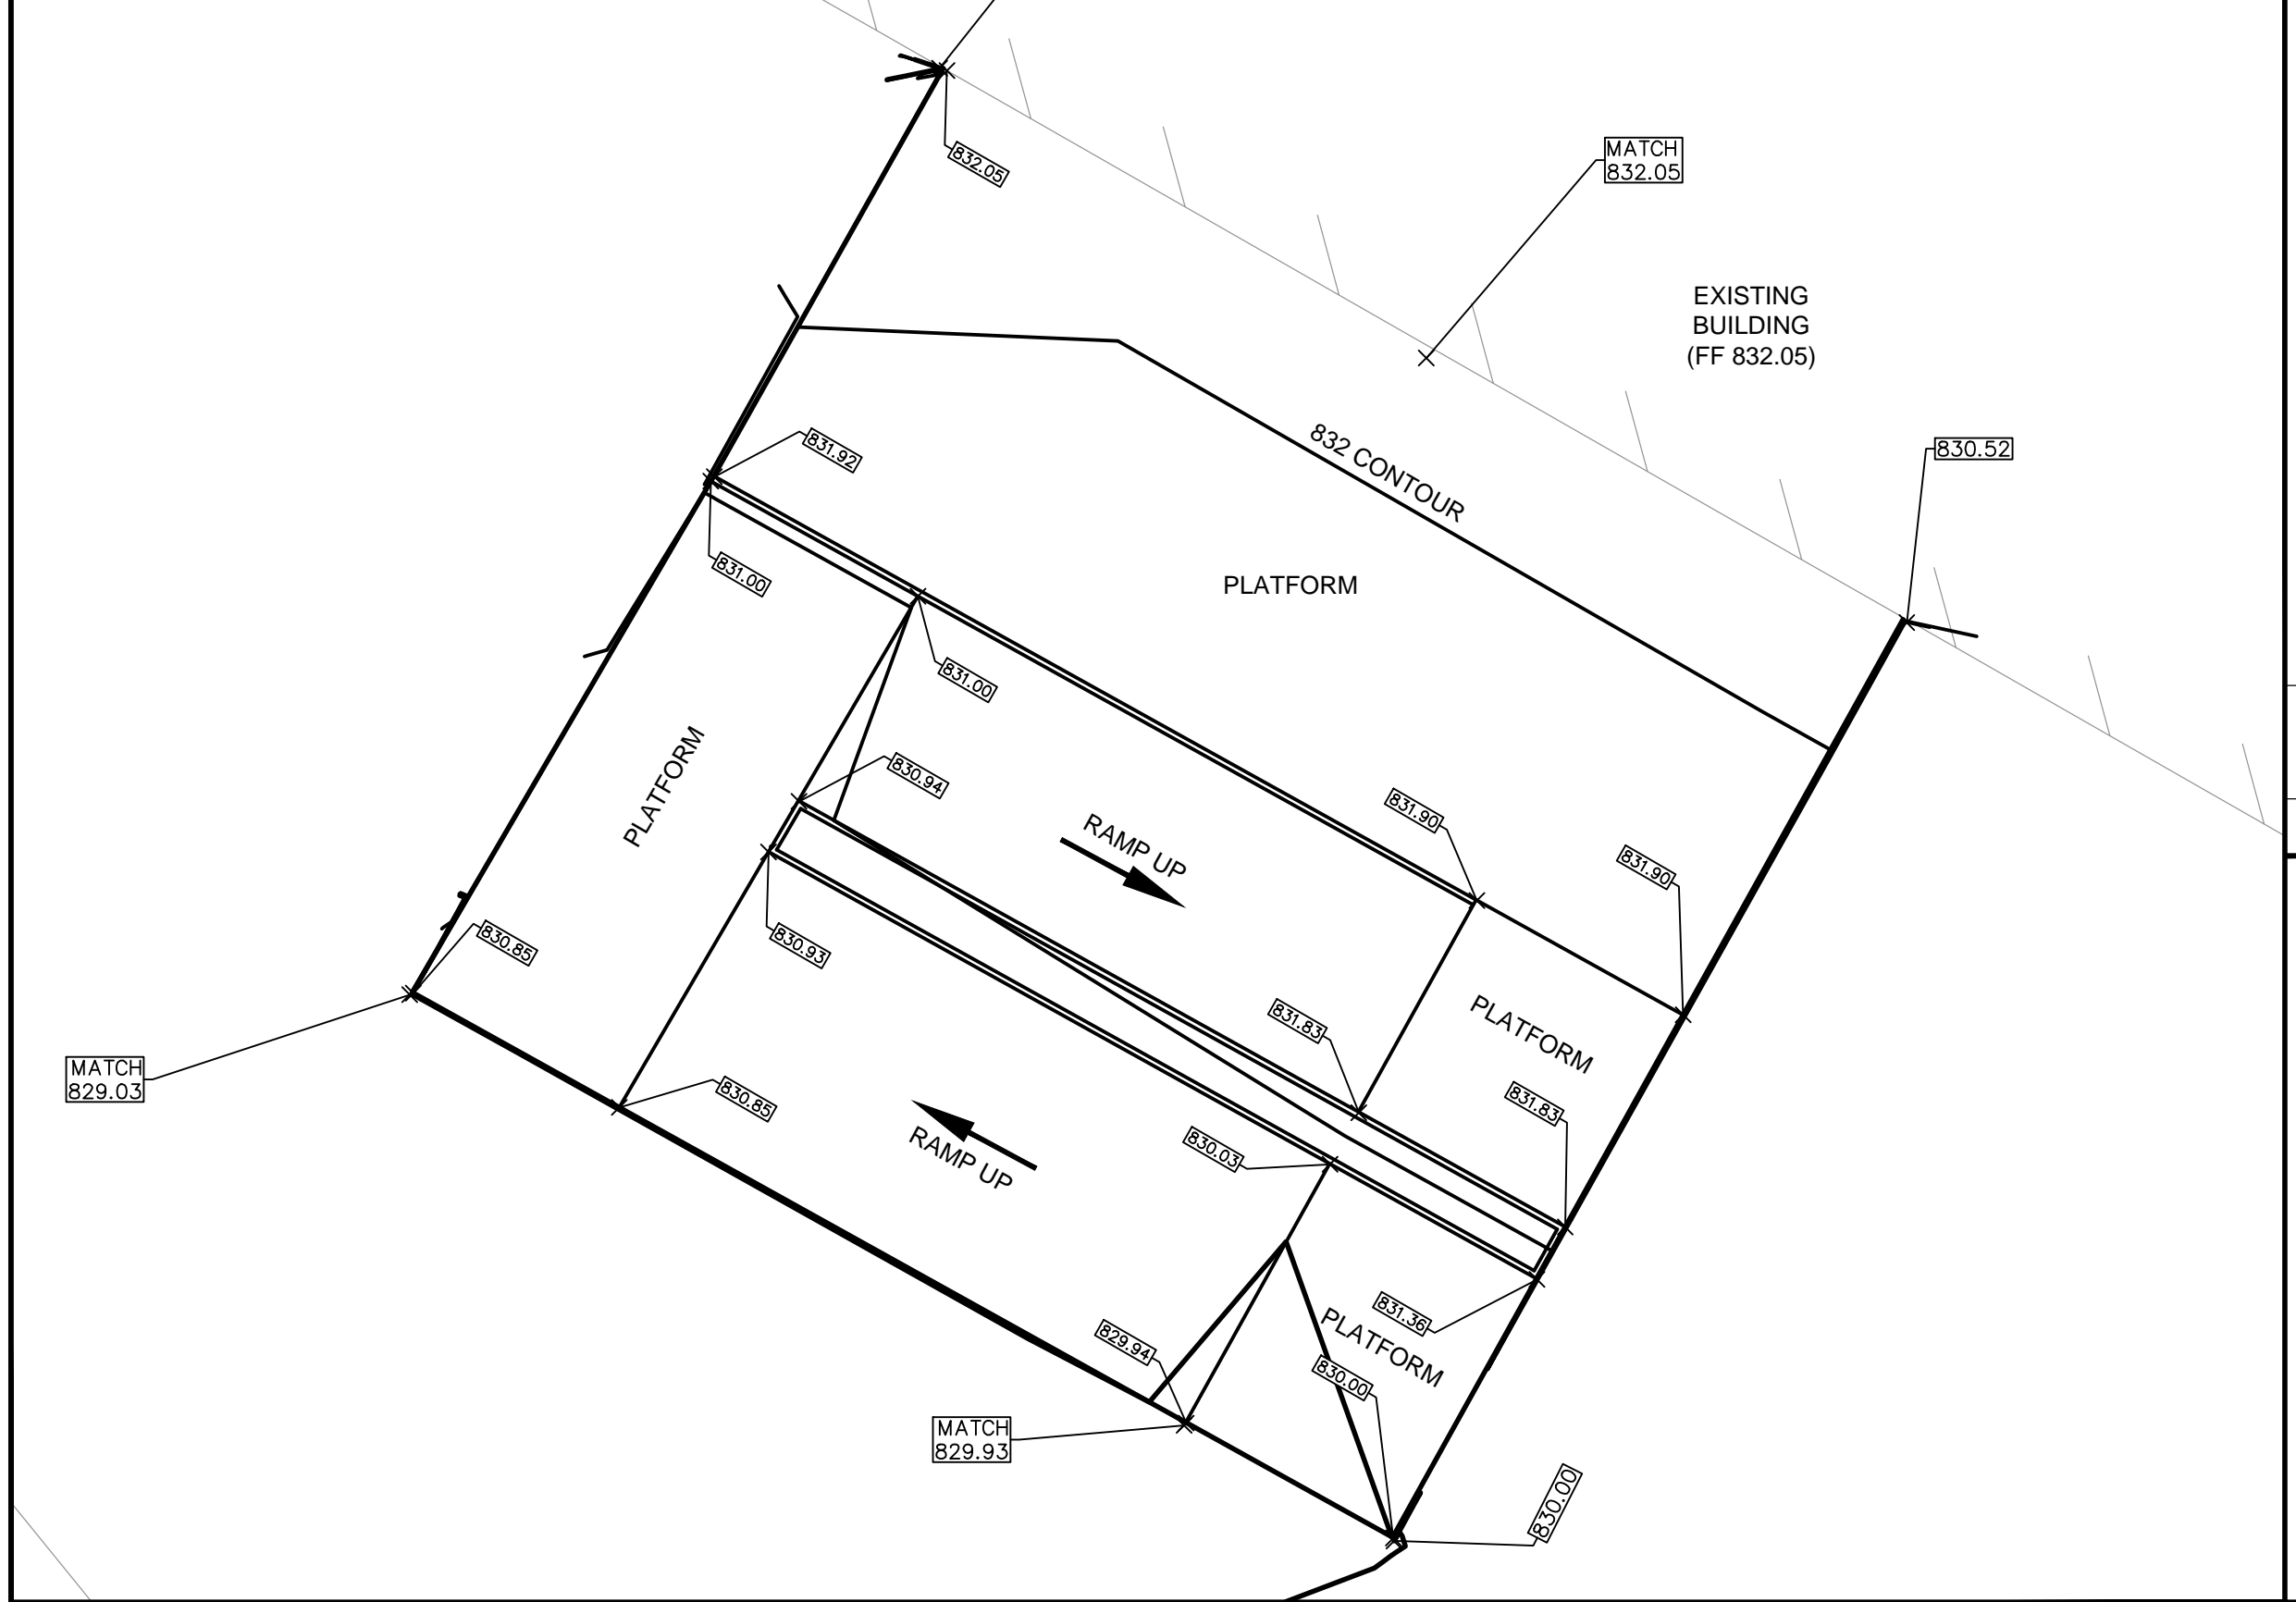 832.05
MATCH
832.05
EXISTING
BUILDING
(FF 832.05)
832 CONTOUR
830.52
831.92
831.00
PLATFORM
831.00
PLATFORM
830.94
831.90
RAMP UP
831.90
830.85
830.93
831.83
PLATFORM
MATCH
829.03
830.85
831.83
RAMP UP
830.03
831.36
PLATFORM
829.94
830.00
MATCH
829.93
830.00